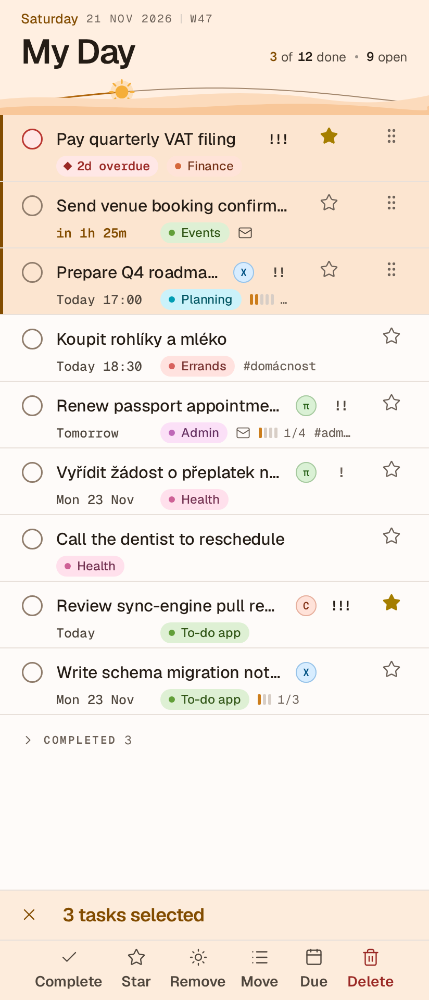 Saturday 21 NOV 2026 | W47
My Day
3 of 12 done • 9 open
Pay quarterly VAT filing !!!
2d overdue Finance
Send venue booking confirm…
in 1h 25m Events
Prepare Q4 roadma… X !!
Today 17:00 Planning …
Koupit rohlíky a mléko
Today 18:30 Errands #domácnost
Renew passport appointme… π !!
Tomorrow Admin 1/4 #adm…
Vyřídit žádost o přeplatek n… π !
Mon 23 Nov Health
Call the dentist to reschedule
Health
Review sync-engine pull re… C !!!
Today To-do app
Write schema migration not… X
Mon 23 Nov To-do app 1/3
COMPLETED 3
3 tasks selected
Complete Star Remove Move Due Delete